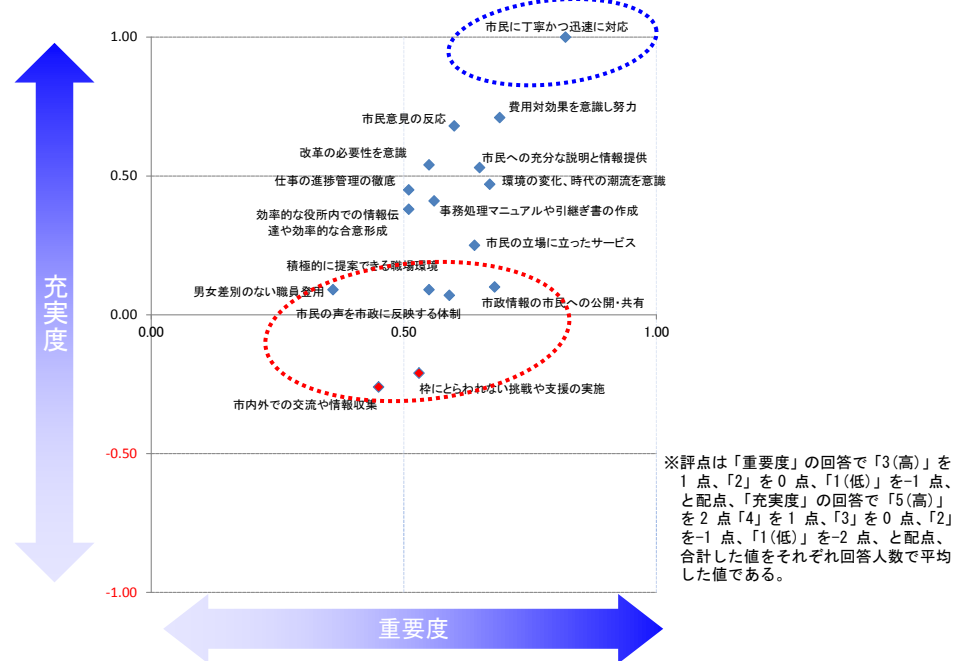 市民に丁寧かつ迅速に対応
1.00
費用対効果を意識し努力
市民意見の反応
改革の必要性を意識
市民への充分な説明と情報提供
0.50
仕事の進捗管理の徹底
環境の変化、時代の潮流を意識
効率的な役所内での情報伝
達や効率的な合意形成
事務処理マニュアルや引継ぎ書の作成
市民の立場に立ったサービス
積極的に提案できる職場環境
男女差別のない職員登用
市政情報の市民への公開・共有
市民の声を市政に反映する体制
0.00
0.00
0.50
1.00
枠にとらわれない挑戦や支援の実施
市内外での交流や情報収集
-0.50
-1.00
充実度
重要度
※評点は「重要度」の回答で「3(高)」を
1 点、「2」を 0 点、「1(低)」を-1 点、
と配点、「充実度」の回答で「5(高)」
を 2 点「4」を 1 点、「3」を 0 点、「2」
を-1 点、「1(低)」を-2 点、と配点、
合計した値をそれぞれ回答人数で平均
した値である。